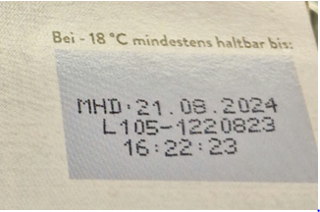 Bei - 18 °C mindestens haltbar bis:
MHD:21.08.2024
L105-1220823
16:22:23